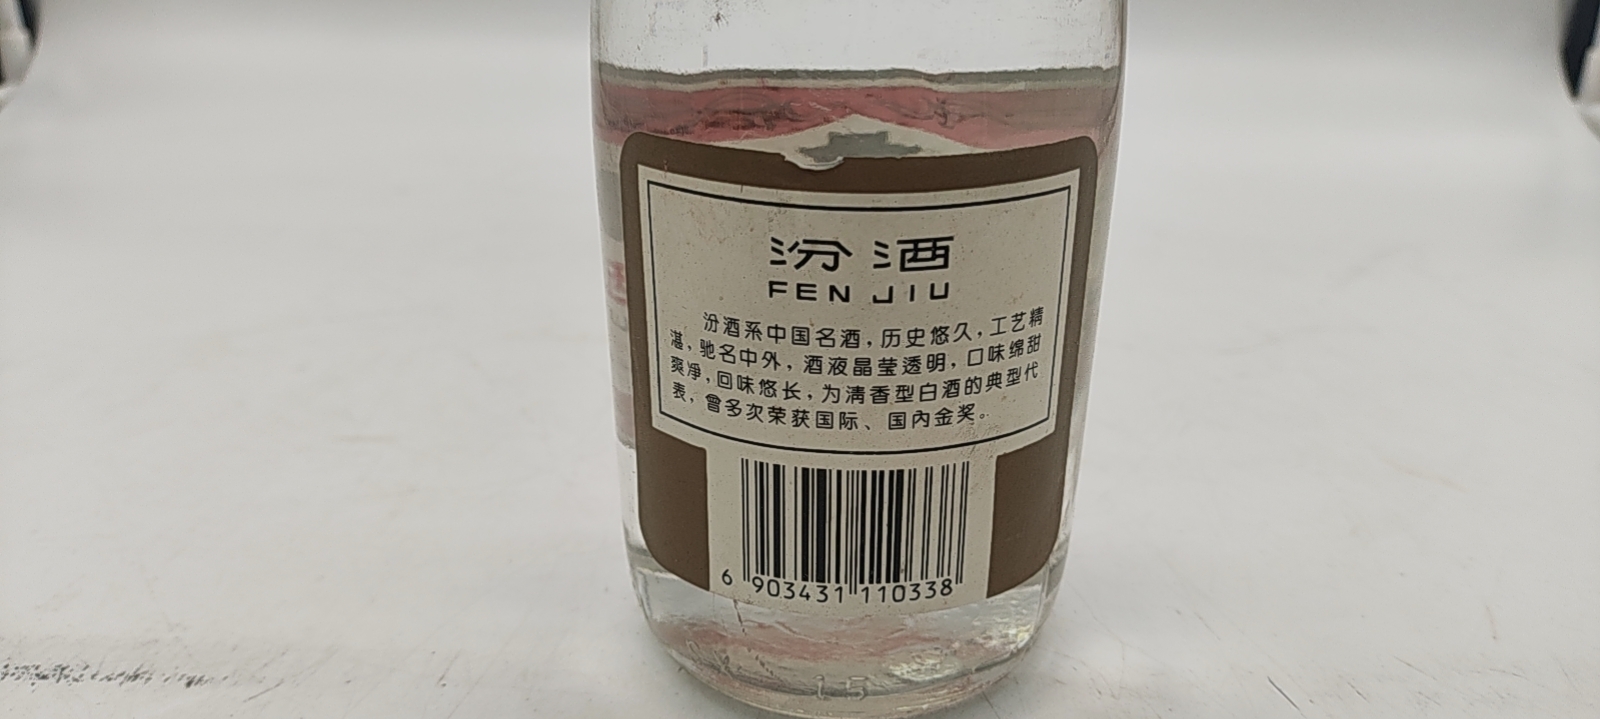 汾酒
FEN JIU
汾酒系中国名酒，历史悠久，工艺精
湛，驰名中外，酒液晶莹透明，口味绵甜
爽净，回味悠长，为清香型白酒的典型代
表，曾多次荣获国际、国内金奖。
6 903431 110338
15